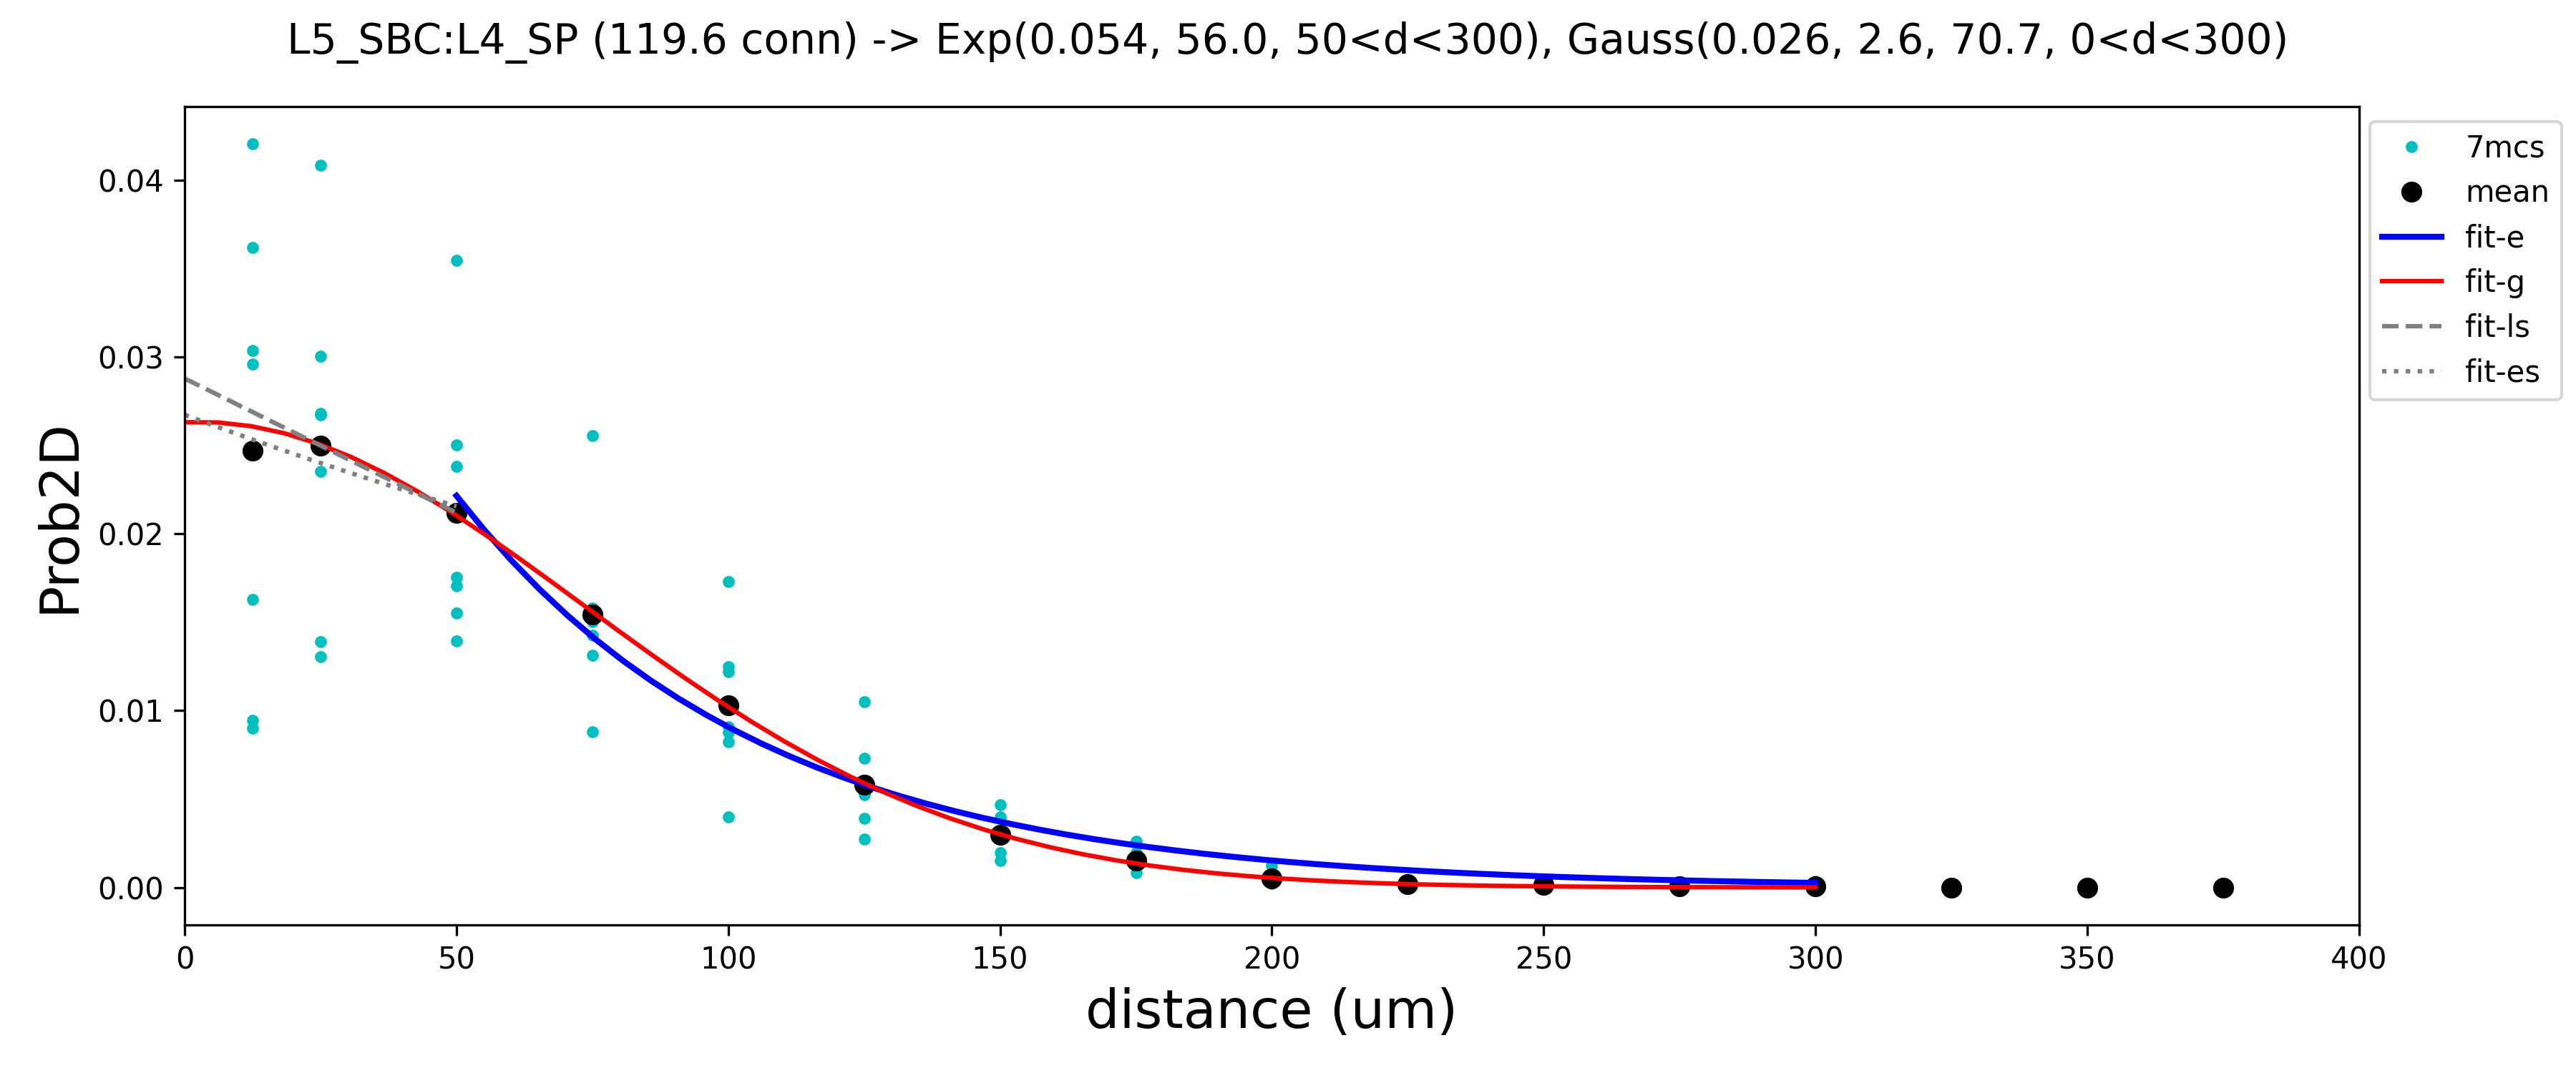 L5_SBC:L4_SP (119.6 conn) -> Exp(0.054, 56.0, 50<d<300), Gauss(0.026, 2.6, 70.7, 0<d<300)
7mcs
mean
fit-e
fit-g
fit-ls
fit-es
Prob2D
0.04
0.03
0.02
0.01
0.00
0 50 100 150 200 250 300 350 400
distance (um)